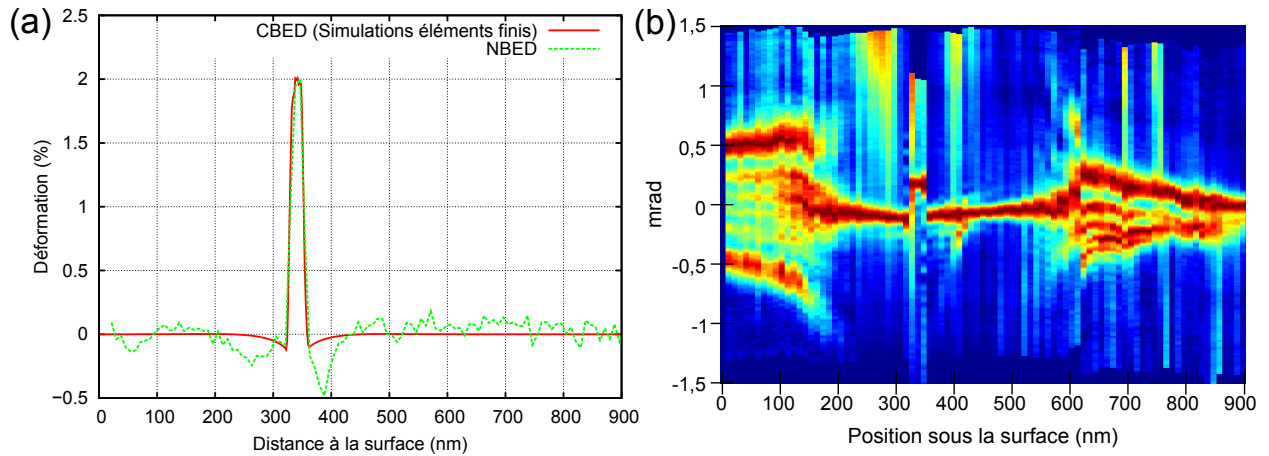 (a)
CBED (Simulations éléments finis)
NBED
Déformation (%)
2.5
2
1.5
1
0.5
0
−0.5
0 100 200 300 400 500 600 700 800 900
Distance à la surface (nm)
(b)
mrad
1,5
1
0,5
0
-0,5
-1
-1,5
0 100 200 300 400 500 600 700 800 900
Position sous la surface (nm)